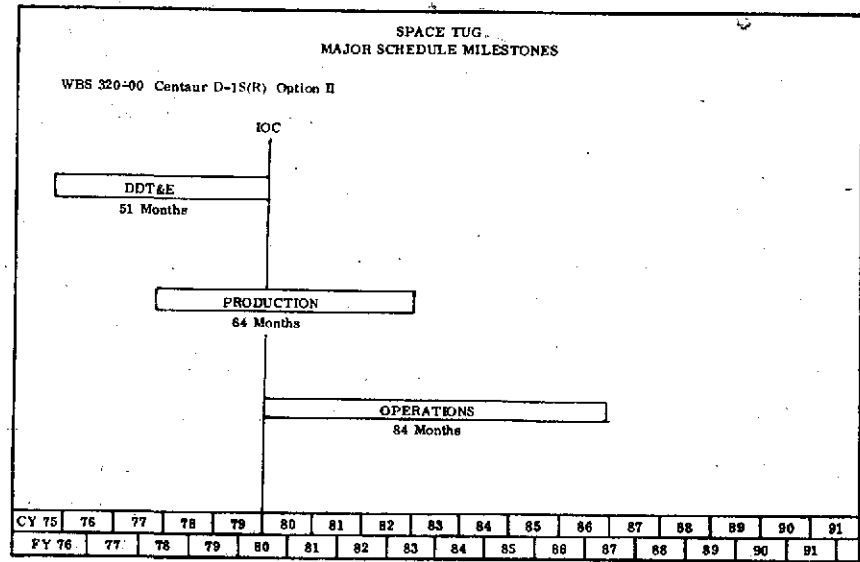 SPACE TUG
MAJOR SCHEDULE MILESTONES
WBS 320-00 Centaur D-1S(R) Option II
IOC
DDT&E
51 Months
PRODUCTION
64 Months
OPERATIONS
84 Months
CY 75 76 77 78 79 80 81 82 83 84 85 86 87 88 89 90 91
FY 76 77 78 79 80 81 82 83 84 85 86 87 88 89 90 91